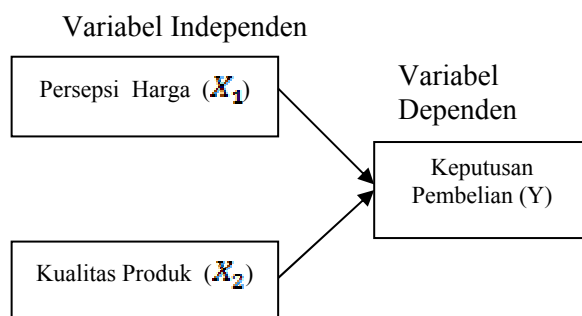 Variabel Independen
Persepsi Harga (X₁)
Variabel
Dependen
Keputusan
Pembelian (Y)
Kualitas Produk (X₂)